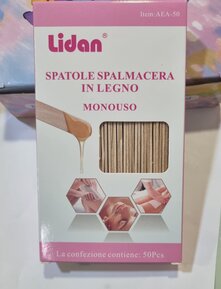 Item:AEA-50
Lidan®
SPATOLE SPALMACERA
IN LEGNO
MONOUSO
La confezione contiene: 50Pcs